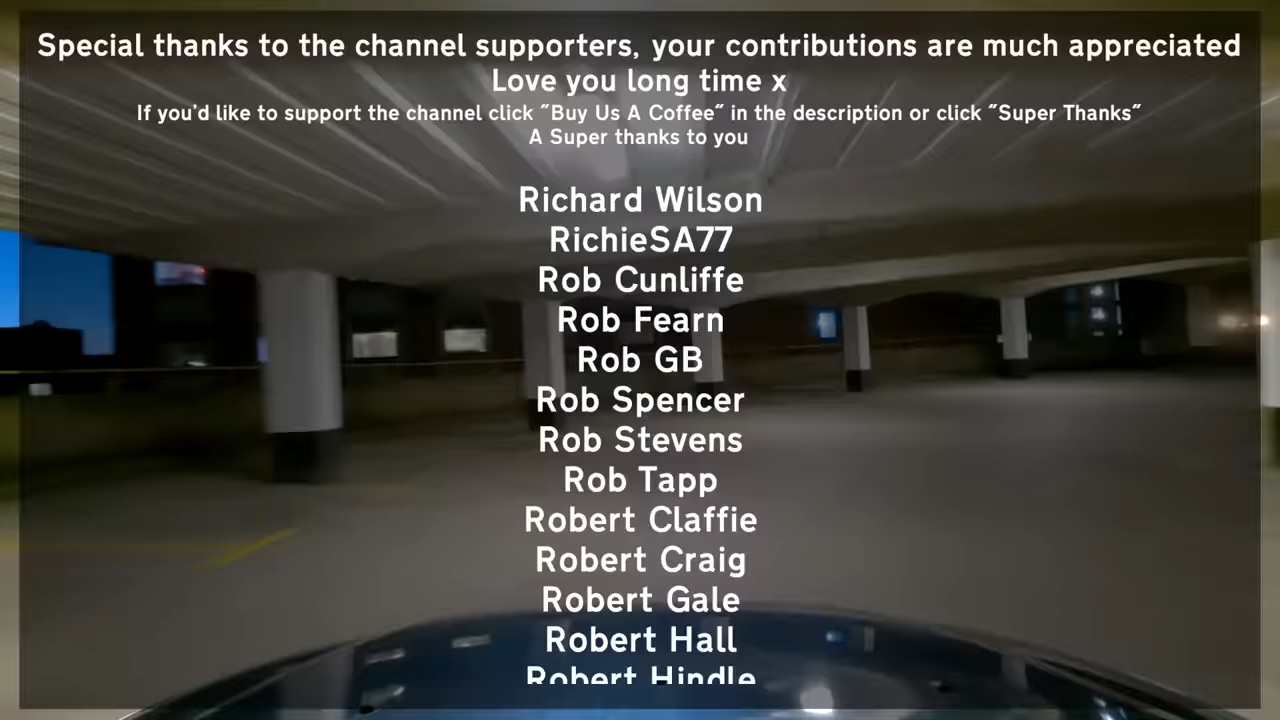 Special thanks to the channel supporters, your contributions are much appreciated
Love you long time x
If you'd like to support the channel click "Buy Us A Coffee" in the description or click "Super Thanks"
A Super thanks to you
Richard Wilson
RichieSA77
Rob Cunliffe
Rob Fearn
Rob GB
Rob Spencer
Rob Stevens
Rob Tapp
Robert Claffie
Robert Craig
Robert Gale
Robert Hall
Robert Hindle